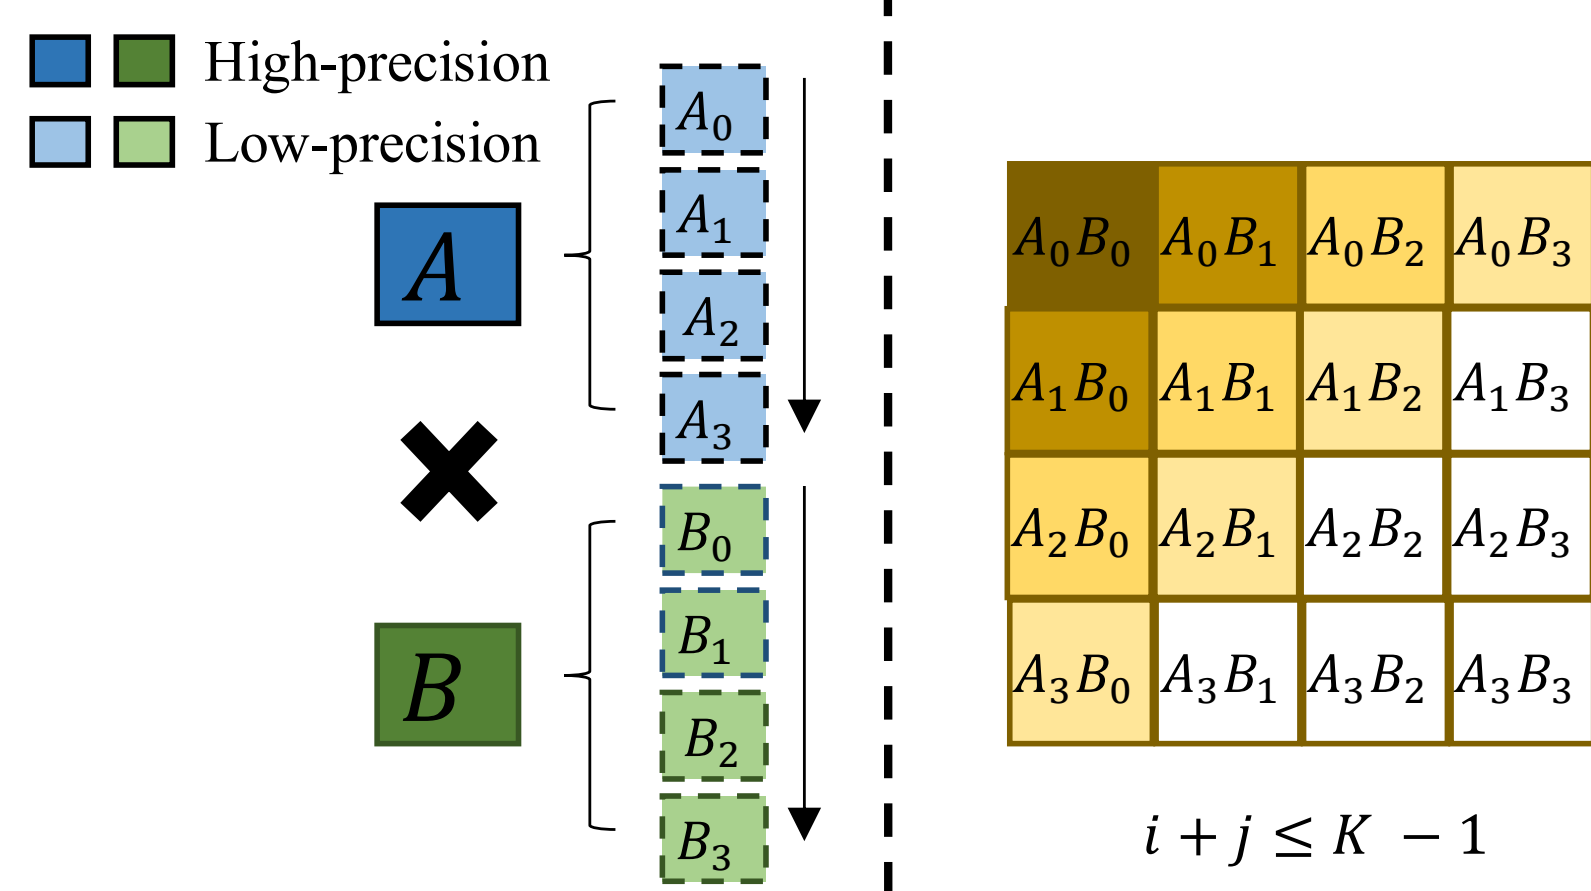 High-precision
Low-precision
A
B
A₀
A₁
A₂
A₃
B₀
B₁
B₂
B₃
A₀B₀ A₀B₁ A₀B₂ A₀B₃
A₁B₀ A₁B₁ A₁B₂ A₁B₃
A₂B₀ A₂B₁ A₂B₂ A₂B₃
A₃B₀ A₃B₁ A₃B₂ A₃B₃
i + j ≤ K − 1